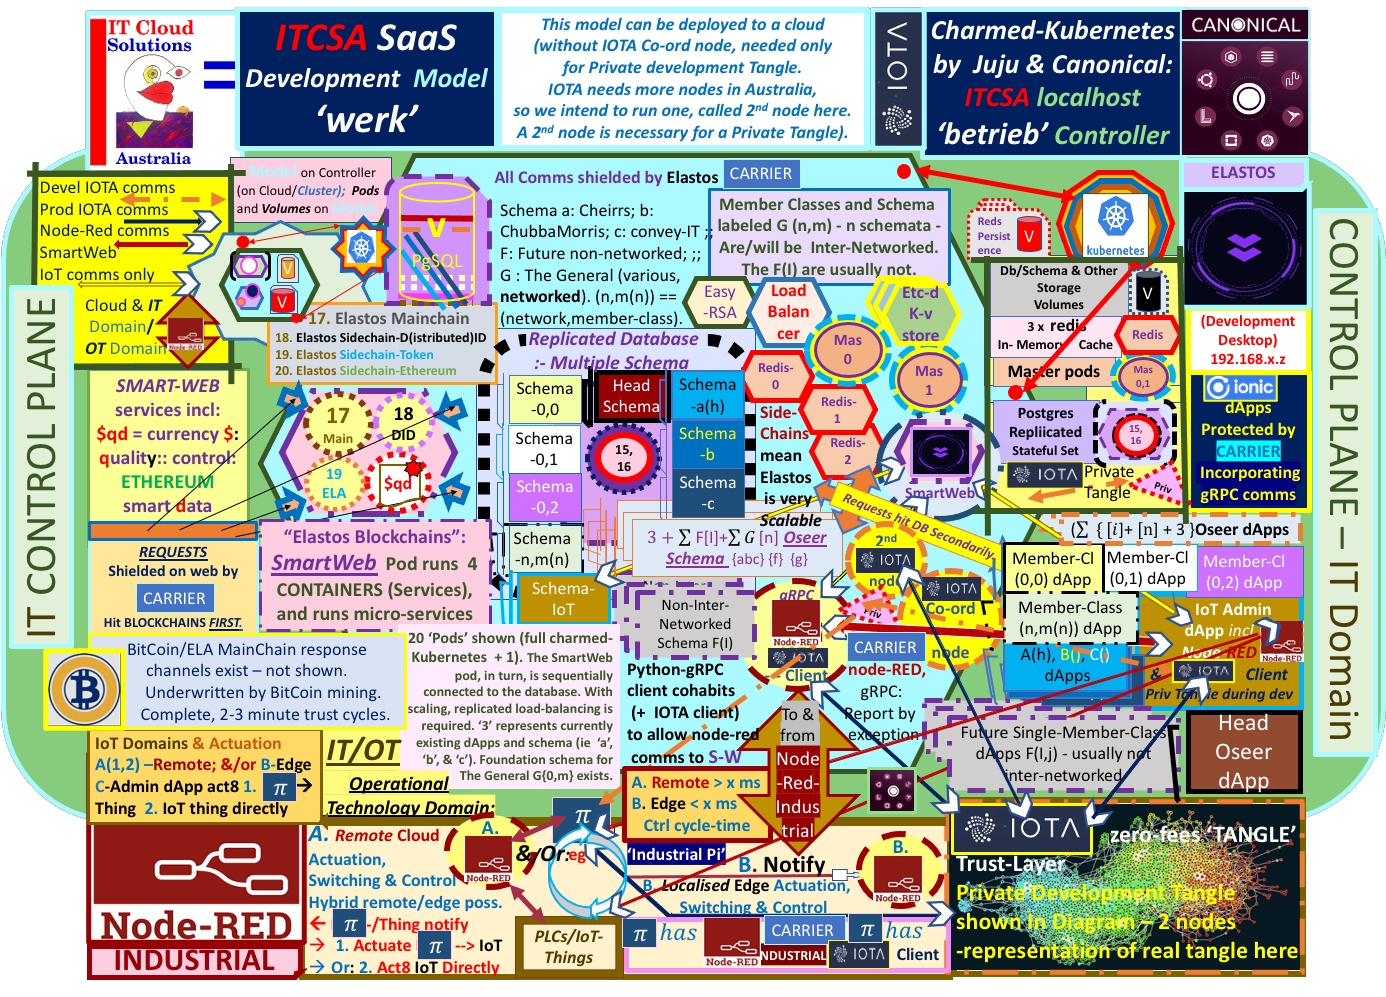 IT Cloud
Solutions
Australia
ITCSA SaaS
Development Model
‘werk’
This model can be deployed to a cloud
(without IOTA Co-ord node, needed only
for Private development Tangle.
IOTA needs more nodes in Australia,
so we intend to run one, called 2nd node here.
A 2nd node is necessary for a Private Tangle).
IOTA
Charmed-Kubernetes
by Juju & Canonical:
ITCSA localhost
‘betrieb’ Controller
CANONICAL
IT CONTROL PLANE
Devel IOTA comms
Prod IOTA comms
Node-Red comms
SmartWeb
IoT comms only
Cloud & IT
Domain/
OT Domain
Node-RED
Model on Controller
(on Cloud/Cluster); Pods
and Volumes on Model
V
V
V
PgSQL
All Comms shielded by Elastos
CARRIER
Schema a: Cheirrs; b:
ChubbaMorris; c: convey-IT ;;
F: Future non-networked; ;;
G : The General (various,
networked). (n,m(n)) ==
(network,member-class).
Member Classes and Schema
labeled G (n,m) - n schemata -
Are/will be Inter-Networked.
The F(I) are usually not.
Reds
Persist
ence
V
kubernetes
ELASTOS
17. Elastos Mainchain
18. Elastos Sidechain-D(istributed)ID
19. Elastos Sidechain-Token
20. Elastos Sidechain-Ethereum
Easy
-RSA
Load
Balan
cer
Etc-d
K-v
store
Mas
0
Mas
1
Redis-
0
Redis-
1
Redis-
2
Db/Schema & Other
Storage
Volumes
V
3 x redis
In- Memory Cache
Redis
Master pods
Mas
0,1
Postgres
Repliicated
Stateful Set
15,
16
IOTA
Private
Tangle
Priv
(Development
Desktop)
192.168.x.z
ionic
dApps
Protected by
CARRIER
Incorporating
gRPC comms
CONTROL PLANE – IT Domain
SMART-WEB
services incl:
$qd = currency $:
quality:: control:
ETHEREUM
smart data
17
Main
18
DID
19
ELA
$qd
Replicated Database
:- Multiple Schema
Schema
-0,0
Schema
-0,1
Schema
-0,2
Schema
-n,m(n)
Schema-
IoT
Head
Schema
15,
16
Schema
-a(h)
Schema
-b
Schema
-c
Side-
Chains
mean
Elastos
is very
Scalable
SmartWeb
Requests hit DB Secondarily
3 + ∑ F[I]+∑ G [n] Oseer
Schema {abc} {f} {g}
(∑ { [i]+ [n] + 3 }Oseer dApps
Member-Cl
(0,0) dApp
Member-Cl
(0,1) dApp
Member-Cl
(0,2) dApp
Member-Class
(n,m(n)) dApp
A(h), B(), C()
dApps
IoT Admin
dApp incl
Node-RED
& IOTA Client
Priv Tangle during dev
Node-RED
REQUESTS
Shielded on web by
CARRIER
Hit BLOCKCHAINS FIRST.
“Elastos Blockchains”:
SmartWeb Pod runs 4
CONTAINERS (Services),
and runs micro-services
Non-Inter-
Networked
Schema F(I)
gRPC
Node-RED
IOTA
Client
2nd
IOTA
node
Priv
IOTA
Co-ord
node
BitCoin/ELA MainChain response
channels exist – not shown.
Underwritten by BitCoin mining.
Complete, 2-3 minute trust cycles.
20 ‘Pods’ shown (full charmed-
Kubernetes + 1). The SmartWeb
pod, in turn, is sequentially
connected to the database. With
scaling, replicated load-balancing is
required. ‘3’ represents currently
existing dApps and schema (ie ‘a’,
‘b’, & ‘c’). Foundation schema for
The General G{0,m} exists.
Python-gRPC
client cohabits
(+ IOTA client)
to allow node-red
comms to S-W
CARRIER
node-RED,
gRPC:
Report by
exception
To &
from
Node
-Red-
Indus
trial
Future Single-Member-Class
dApps F(I,j) - usually not
inter-networked
Head
Oseer
dApp
IoT Domains & Actuation
A(1,2) –Remote; &/or B-Edge
C-Admin dApp act8 1. π →
Thing 2. IoT thing directly
IT/OT
Operational
Technology Domain:
A. Remote > x ms
B. Edge < x ms
Ctrl cycle-time
Node-RED
INDUSTRIAL
A. Remote Cloud
Actuation,
Switching & Control
Hybrid remote/edge poss.
← π -/Thing notify
→ 1. Actuate π --> IoT
→ Or: 2. Act8 IoT Directly
A.
Node-RED
&/Or:eg
π
PLCs/IoT-
Things
‘Industrial Pi’
B. Notify
B. Localised Edge Actuation,
Switching & Control
B.
Node-RED
π has
Node-RED
INDUSTRIAL
CARRIER
π has
IOTA Client
IOTA
zero-fees ‘TANGLE’
Trust-Layer
Private Development Tangle
shown in Diagram – 2 nodes
-representation of real tangle here